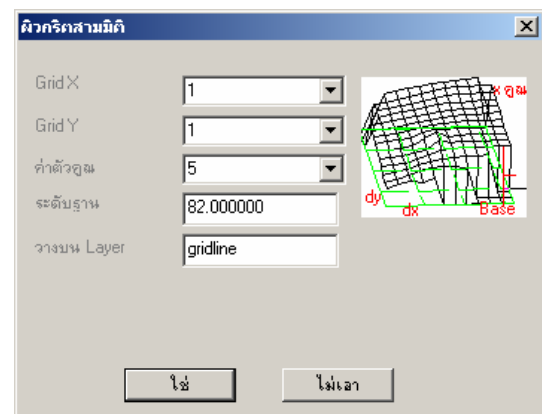 ผิวกริตสามมิติ
Grid X
1
Grid Y
1
ค่าตัวคูณ
5
ระดับฐาน
82.000000
วางบน Layer
gridline
x คูณ
dy
dx
Base
ใช่
ไม่เอา